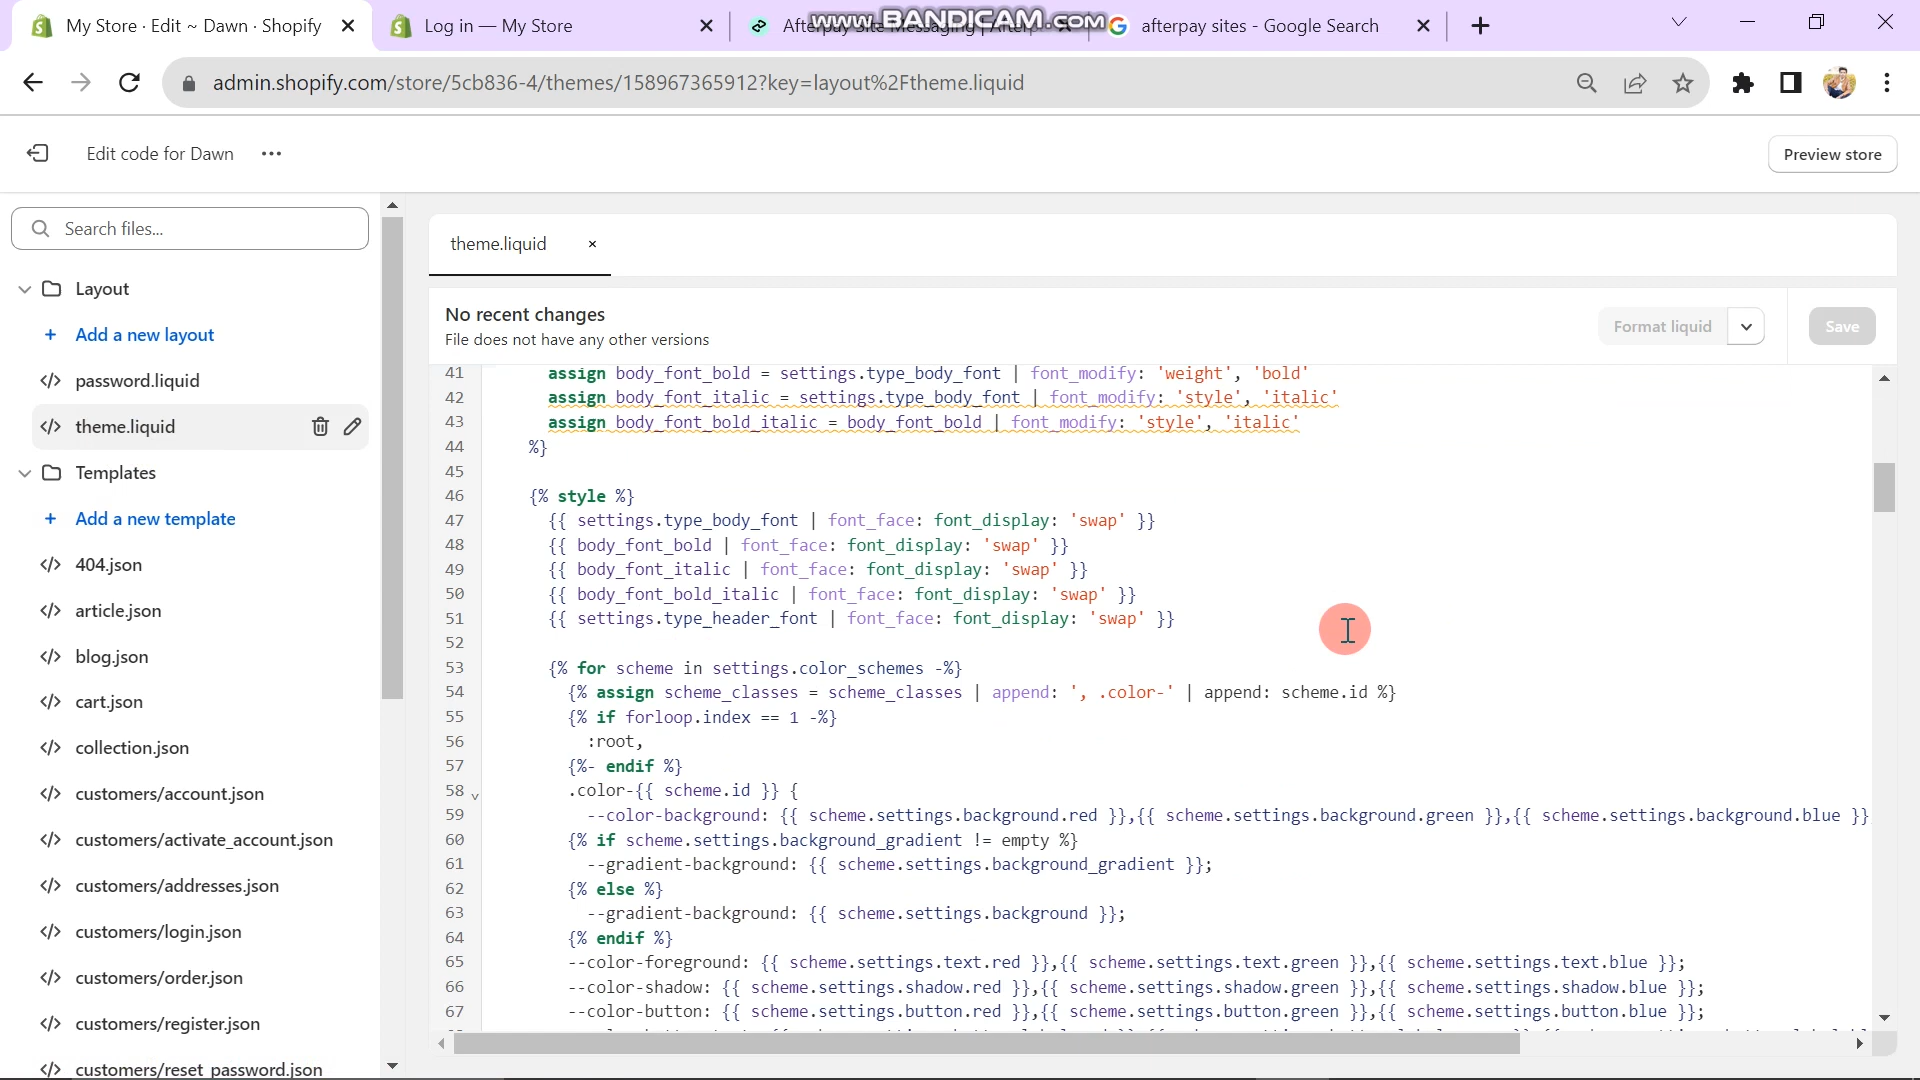 My Store · Edit ~ Dawn · Shopify
Log in — My Store
Afterpay Site Messaging | Afterp
www.BANDICAM.com
afterpay sites - Google Search
admin.shopify.com/store/5cb836-4/themes/158967365912?key=layout%2Ftheme.liquid
Edit code for Dawn
Preview store
Search files...
theme.liquid
Layout
+ Add a new layout
</> password.liquid
</> theme.liquid
Templates
+ Add a new template
</> 404.json
</> article.json
</> blog.json
</> cart.json
</> collection.json
</> customers/account.json
</> customers/activate_account.json
</> customers/addresses.json
</> customers/login.json
</> customers/order.json
</> customers/register.json
</> customers/reset_password.json
No recent changes
File does not have any other versions
Format liquid
Save
41 assign body_font_bold = settings.type_body_font | font_modify: 'weight', 'bold'
42 assign body_font_italic = settings.type_body_font | font_modify: 'style', 'italic'
43 assign body_font_bold_italic = body_font_bold | font_modify: 'style', 'italic'
44 %}
45
46 {% style %}
47 {{ settings.type_body_font | font_face: font_display: 'swap' }}
48 {{ body_font_bold | font_face: font_display: 'swap' }}
49 {{ body_font_italic | font_face: font_display: 'swap' }}
50 {{ body_font_bold_italic | font_face: font_display: 'swap' }}
51 {{ settings.type_header_font | font_face: font_display: 'swap' }}
52
53 {% for scheme in settings.color_schemes -%}
54 {% assign scheme_classes = scheme_classes | append: ', .color-' | append: scheme.id %}
55 {% if forloop.index == 1 -%}
56 :root,
57 {%- endif %}
58 .color-{{ scheme.id }} {
59 --color-background: {{ scheme.settings.background.red }},{{ scheme.settings.background.green }},{{ scheme.settings.background.blue }}
60 {% if scheme.settings.background_gradient != empty %}
61 --gradient-background: {{ scheme.settings.background_gradient }};
62 {% else %}
63 --gradient-background: {{ scheme.settings.background }};
64 {% endif %}
65 --color-foreground: {{ scheme.settings.text.red }},{{ scheme.settings.text.green }},{{ scheme.settings.text.blue }};
66 --color-shadow: {{ scheme.settings.shadow.red }},{{ scheme.settings.shadow.green }},{{ scheme.settings.shadow.blue }};
67 --color-button: {{ scheme.settings.button.red }},{{ scheme.settings.button.green }},{{ scheme.settings.button.blue }};